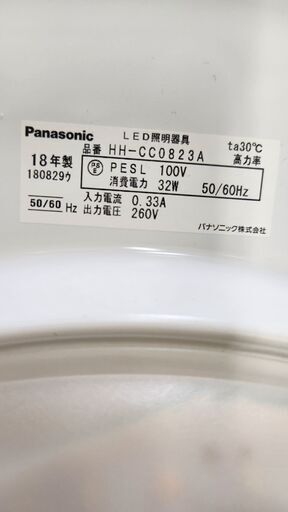 LED照明器具
Panasonic 品番 HH-CC0823A ta30℃
高力率
18年製 PESL 100V
180829ウ 消費電力 32W 50/60Hz
50/60 Hz 入力電流 0.33A
出力電圧 260V
パナソニック株式会社